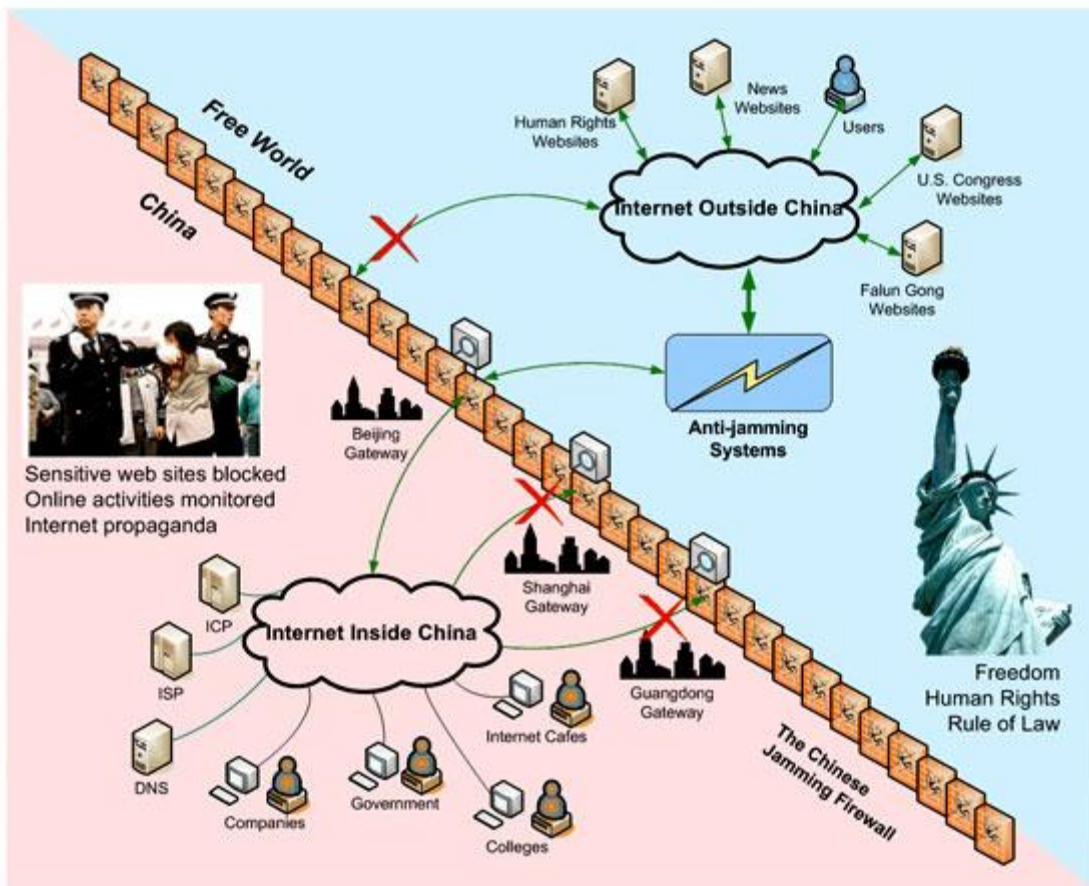 Free World
China
Human Rights
Websites
News
Websites
Users
U.S. Congress
Websites
Internet Outside China
Falun Gong
Websites
Anti-jamming
Systems
Beijing
Gateway
Sensitive web sites blocked
Online activities monitored
Internet propaganda
Shanghai
Gateway
ICP
Internet Inside China
ISP
Guangdong
Gateway
Freedom
Human Rights
Rule of Law
Internet Cafes
DNS
Companies
Government
Colleges
The Chinese
Jamming Firewall